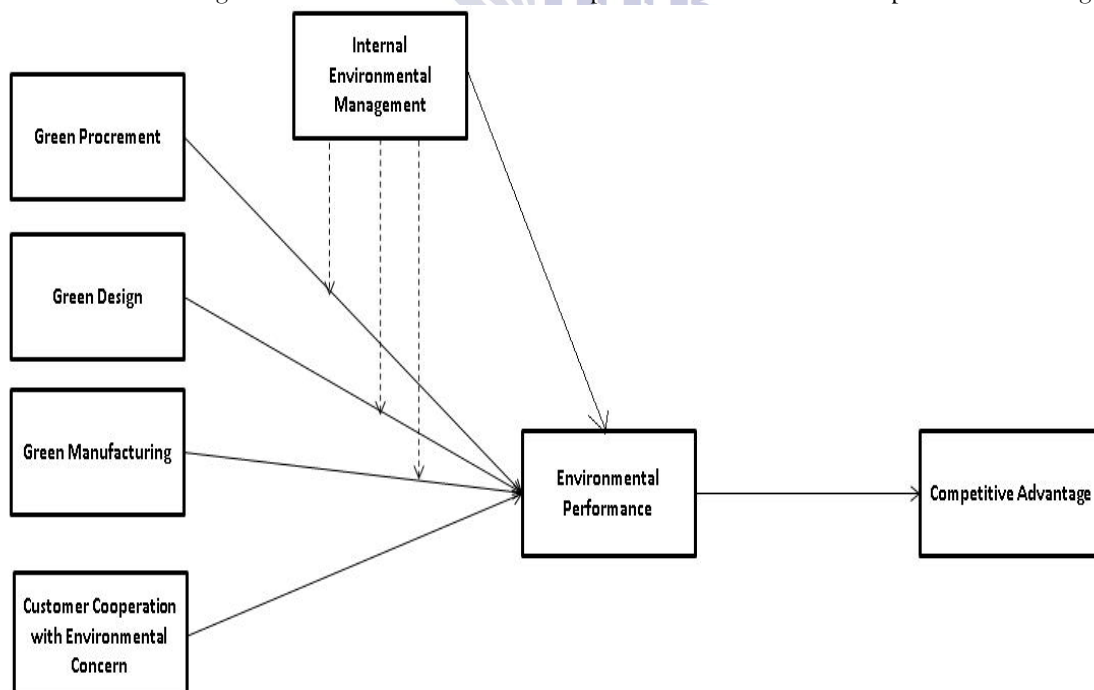 Internal
Environmental
Management
Green Procrement
Green Design
Green Manufacturing
Customer Cooperation
with Environmental
Concern
Environmental
Performance
Competitive Advantage